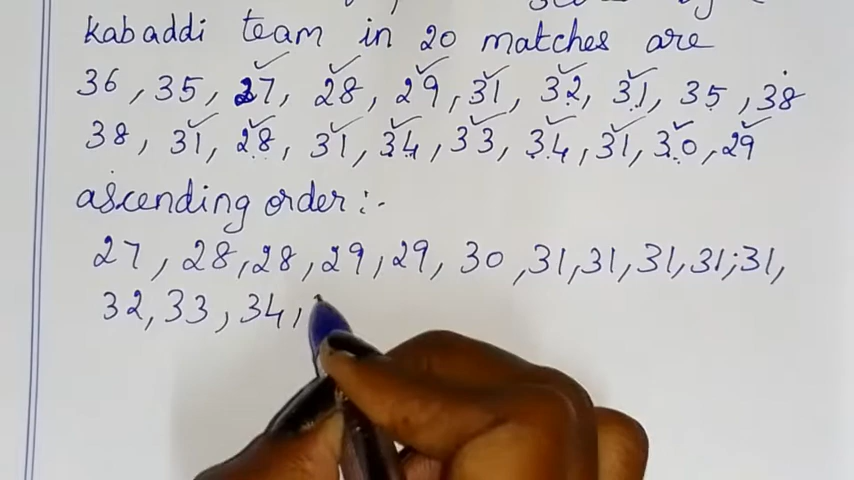 kabaddi team in 20 matches are
36, 35, 27, 28, 29, 31, 32, 31, 35, 38
38, 31, 28, 31, 34, 33, 34, 31, 30, 29
ascending order :-
27, 28, 28, 29, 29, 30, 31, 31, 31, 31, 31,
32, 33, 34,